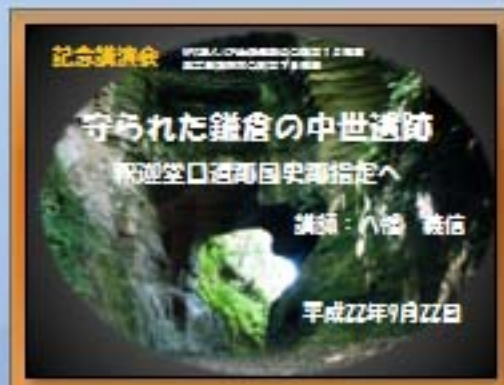 記念講演会
守られた鎌倉の中世遺跡
釈迦堂口遺跡国史跡指定へ
講師：八幡 義信
平成22年9月22日